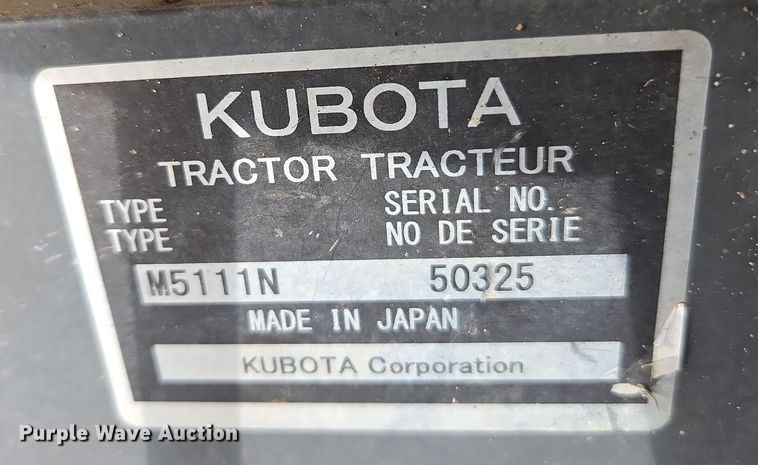 KUBOTA
TRACTOR TRACTEUR
TYPE SERIAL NO.
TYPE NO DE SERIE
M5111N 50325
MADE IN JAPAN
KUBOTA Corporation
Purple Wave Auction